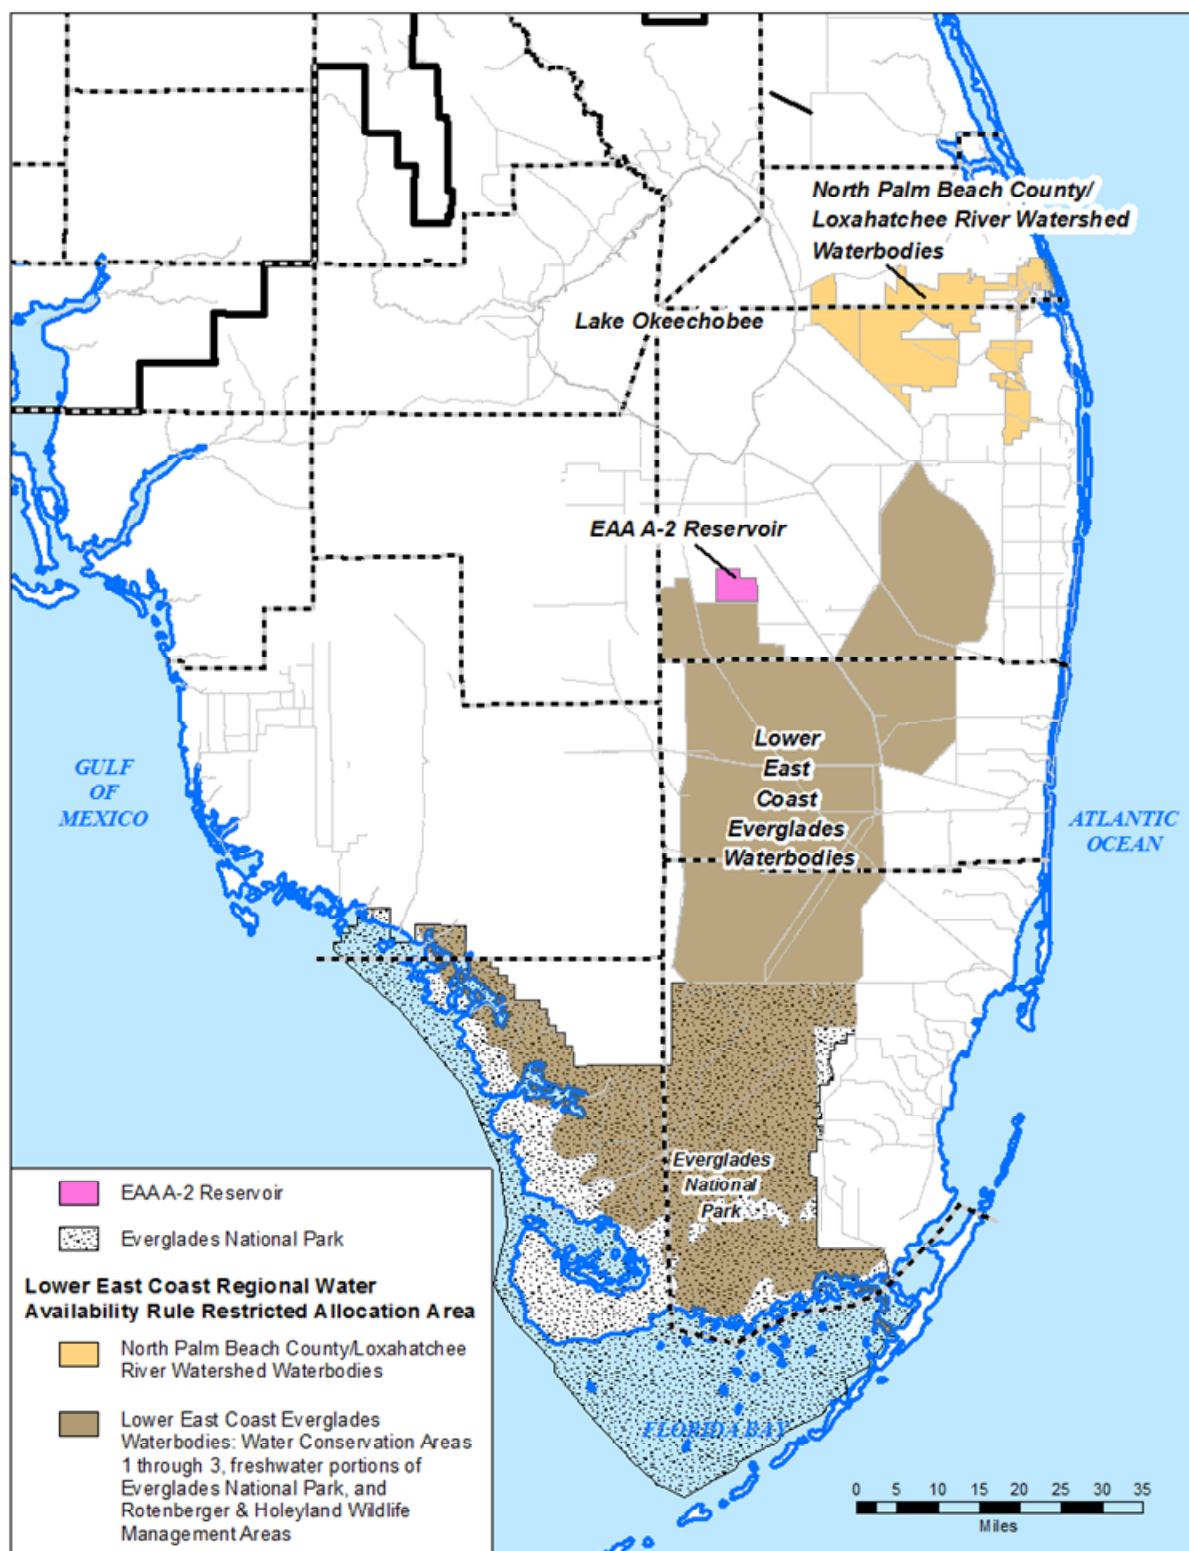 North Palm Beach County/
Loxahatchee River Watershed
Waterbodies
Lake Okeechobee
EAA A-2 Reservoir
Lower
East
Coast
Everglades
Waterbodies
GULF
OF
MEXICO
ATLANTIC
OCEAN
Everglades
National
Park
FLORIDA BAY
EAA A-2 Reservoir
Everglades National Park
Lower East Coast Regional Water
Availability Rule Restricted Allocation Area
North Palm Beach County/Loxahatchee
River Watershed Waterbodies
Lower East Coast Everglades
Waterbodies: Water Conservation Areas
1 through 3, freshwater portions of
Everglades National Park, and
Rotenberger & Holeyland Wildlife
Management Areas
0 5 10 15 20 25 30 35
Miles